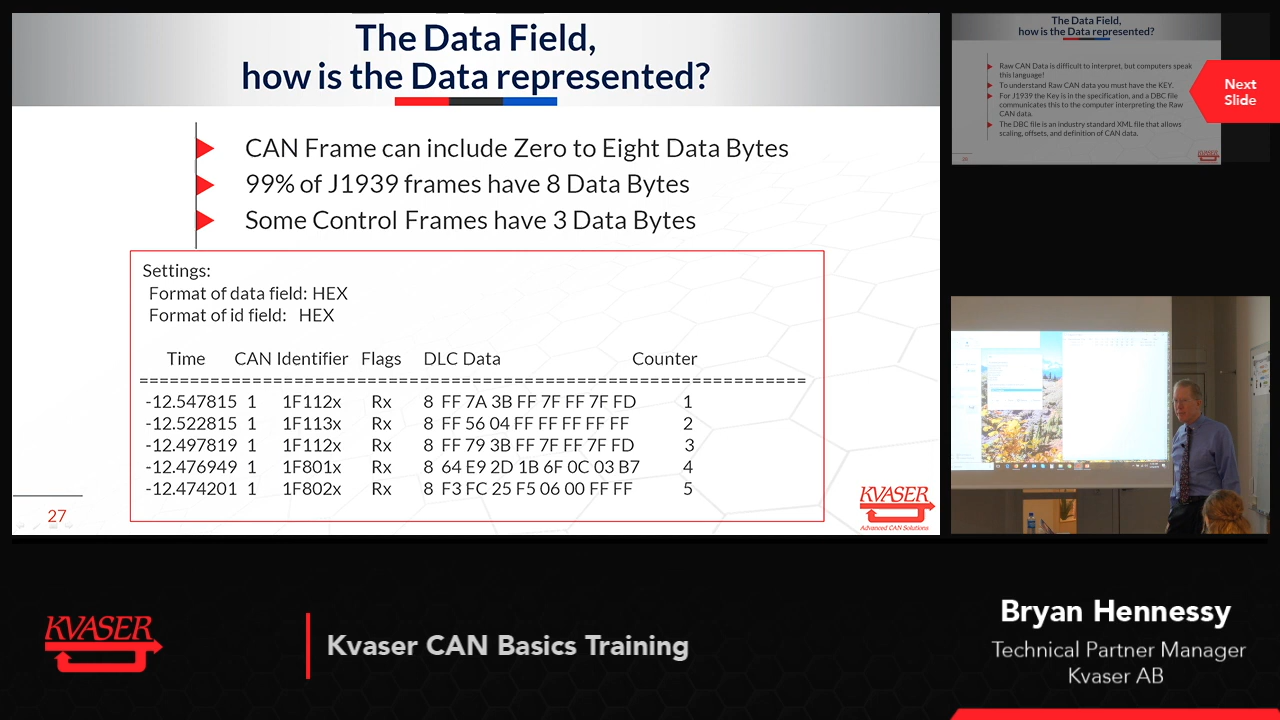 The Data Field,
how is the Data represented?
CAN Frame can include Zero to Eight Data Bytes
99% of J1939 frames have 8 Data Bytes
Some Control Frames have 3 Data Bytes
Settings:
Format of data field: HEX
Format of id field: HEX
Time CAN Identifier Flags DLC Data Counter
==================================================================
-12.547815 1 1F112x Rx 8 FF 7A 3B FF 7F FF 7F FD 1
-12.522815 1 1F113x Rx 8 FF 56 04 FF FF FF FF FF 2
-12.497819 1 1F112x Rx 8 FF 79 3B FF 7F FF 7F FD 3
-12.476949 1 1F801x Rx 8 64 E9 2D 1B 6F 0C 03 B7 4
-12.474201 1 1F802x Rx 8 F3 FC 25 F5 06 00 FF FF 5
27
KVASER
Advanced CAN Solutions
The Data Field,
how is the Data represented?
Raw CAN Data is difficult to interpret, but computers speak
this language!
To understand Raw CAN data you must have the KEY.
For J1939 the Key is in the specification, and a DBC file
communicates this to the computer interpreting the Raw
CAN data.
The DBC file is an industry standard XML file that allows
scaling, offsets, and definition of CAN data.
KVASER
Next
Slide
KVASER
Kvaser CAN Basics Training
Bryan Hennessy
Technical Partner Manager
Kvaser AB